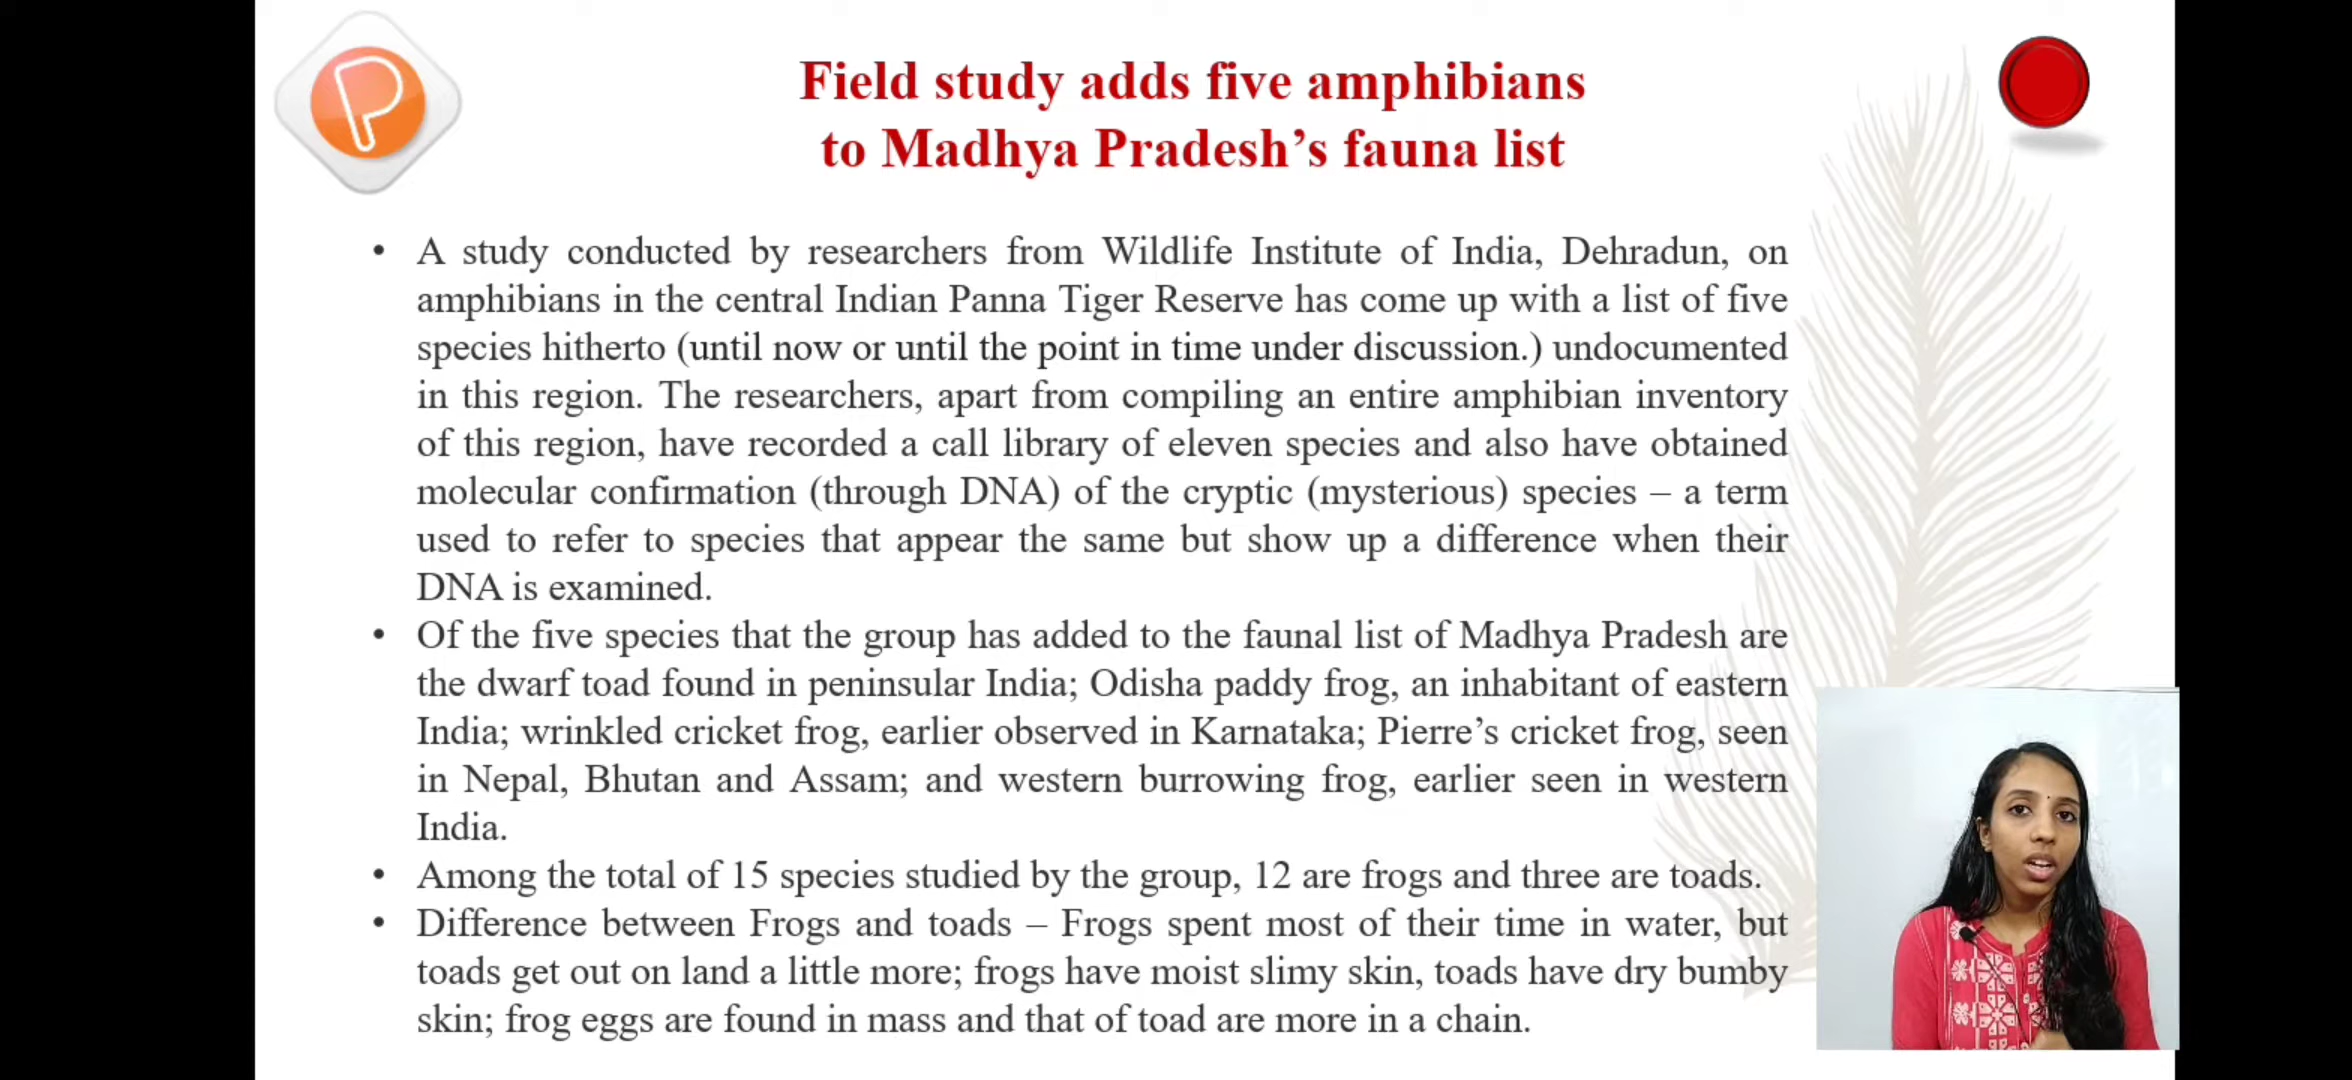 Field study adds five amphibians
to Madhya Pradesh’s fauna list
• A study conducted by researchers from Wildlife Institute of India, Dehradun, on
amphibians in the central Indian Panna Tiger Reserve has come up with a list of five
species hitherto (until now or until the point in time under discussion.) undocumented
in this region. The researchers, apart from compiling an entire amphibian inventory
of this region, have recorded a call library of eleven species and also have obtained
molecular confirmation (through DNA) of the cryptic (mysterious) species – a term
used to refer to species that appear the same but show up a difference when their
DNA is examined.
• Of the five species that the group has added to the faunal list of Madhya Pradesh are
the dwarf toad found in peninsular India; Odisha paddy frog, an inhabitant of eastern
India; wrinkled cricket frog, earlier observed in Karnataka; Pierre’s cricket frog, seen
in Nepal, Bhutan and Assam; and western burrowing frog, earlier seen in western
India.
• Among the total of 15 species studied by the group, 12 are frogs and three are toads.
• Difference between Frogs and toads – Frogs spent most of their time in water, but
toads get out on land a little more; frogs have moist slimy skin, toads have dry bumby
skin; frog eggs are found in mass and that of toad are more in a chain.